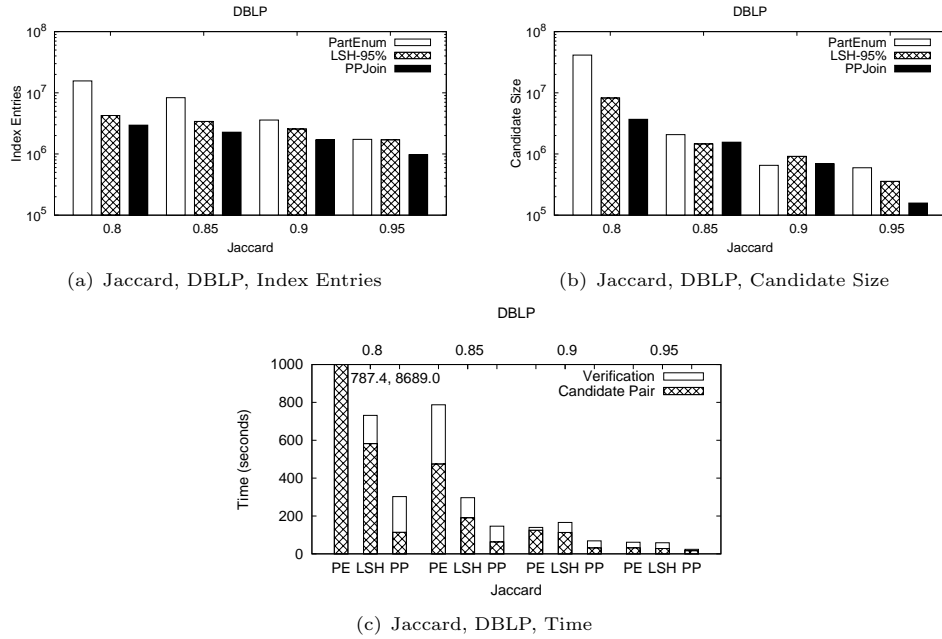 DBLP
10^8
10^7
10^6
10^5
Index Entries
PartEnum
LSH-95%
PPJoin
0.8 0.85 0.9 0.95
Jaccard
(a) Jaccard, DBLP, Index Entries
DBLP
10^8
10^7
10^6
10^5
Candidate Size
PartEnum
LSH-95%
PPJoin
0.8 0.85 0.9 0.95
Jaccard
(b) Jaccard, DBLP, Candidate Size
DBLP
0.8 0.85 0.9 0.95
1000
800
600
400
200
0
Time (seconds)
787.4, 8689.0
Verification
Candidate Pair
PE LSH PP PE LSH PP PE LSH PP PE LSH PP
Jaccard
(c) Jaccard, DBLP, Time